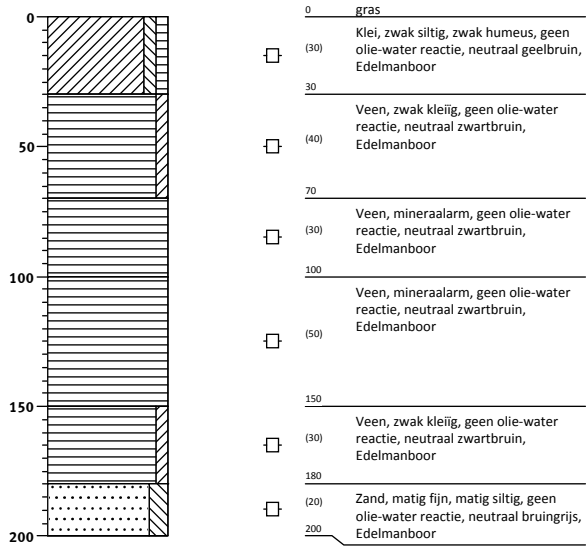 0
0 gras
(30)
Klei, zwak siltig, zwak humeus, geen
olie-water reactie, neutraal geelbruin,
Edelmanboor
30
Veen, zwak kleiïg, geen olie-water
reactie, neutraal zwartbruin,
Edelmanboor
(40)
50
70
Veen, mineraalarm, geen olie-water
reactie, neutraal zwartbruin,
Edelmanboor
(30)
100
100
Veen, mineraalarm, geen olie-water
reactie, neutraal zwartbruin,
Edelmanboor
(50)
150
150
Veen, zwak kleiïg, geen olie-water
reactie, neutraal zwartbruin,
Edelmanboor
(30)
180
Zand, matig fijn, matig siltig, geen
olie-water reactie, neutraal bruingrijs,
Edelmanboor
(20)
200
200